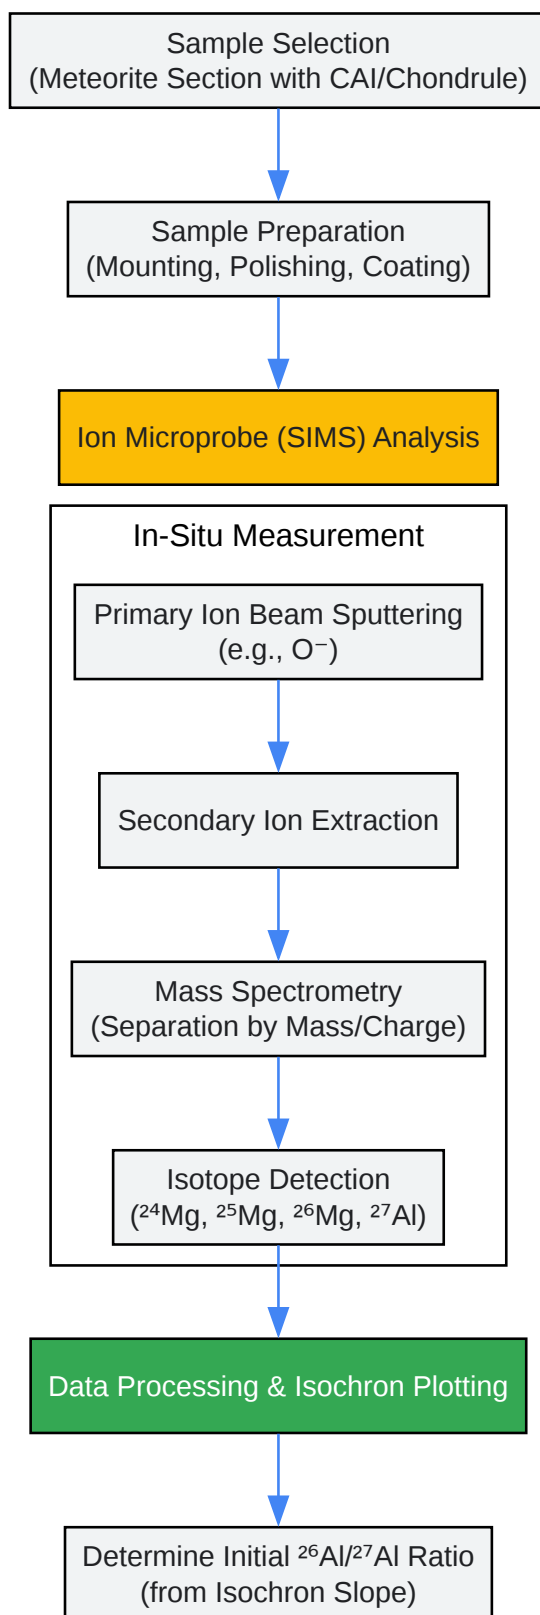 Sample Selection
(Meteorite Section with CAI/Chondrule)
Sample Preparation
(Mounting, Polishing, Coating)
Ion Microprobe (SIMS) Analysis
In-Situ Measurement
Primary Ion Beam Sputtering
(e.g., O⁻)
Secondary Ion Extraction
Mass Spectrometry
(Separation by Mass/Charge)
Isotope Detection
(²⁴Mg, ²⁵Mg, ²⁶Mg, ²⁷Al)
Data Processing & Isochron Plotting
Determine Initial ²⁶Al/²⁷Al Ratio
(from Isochron Slope)